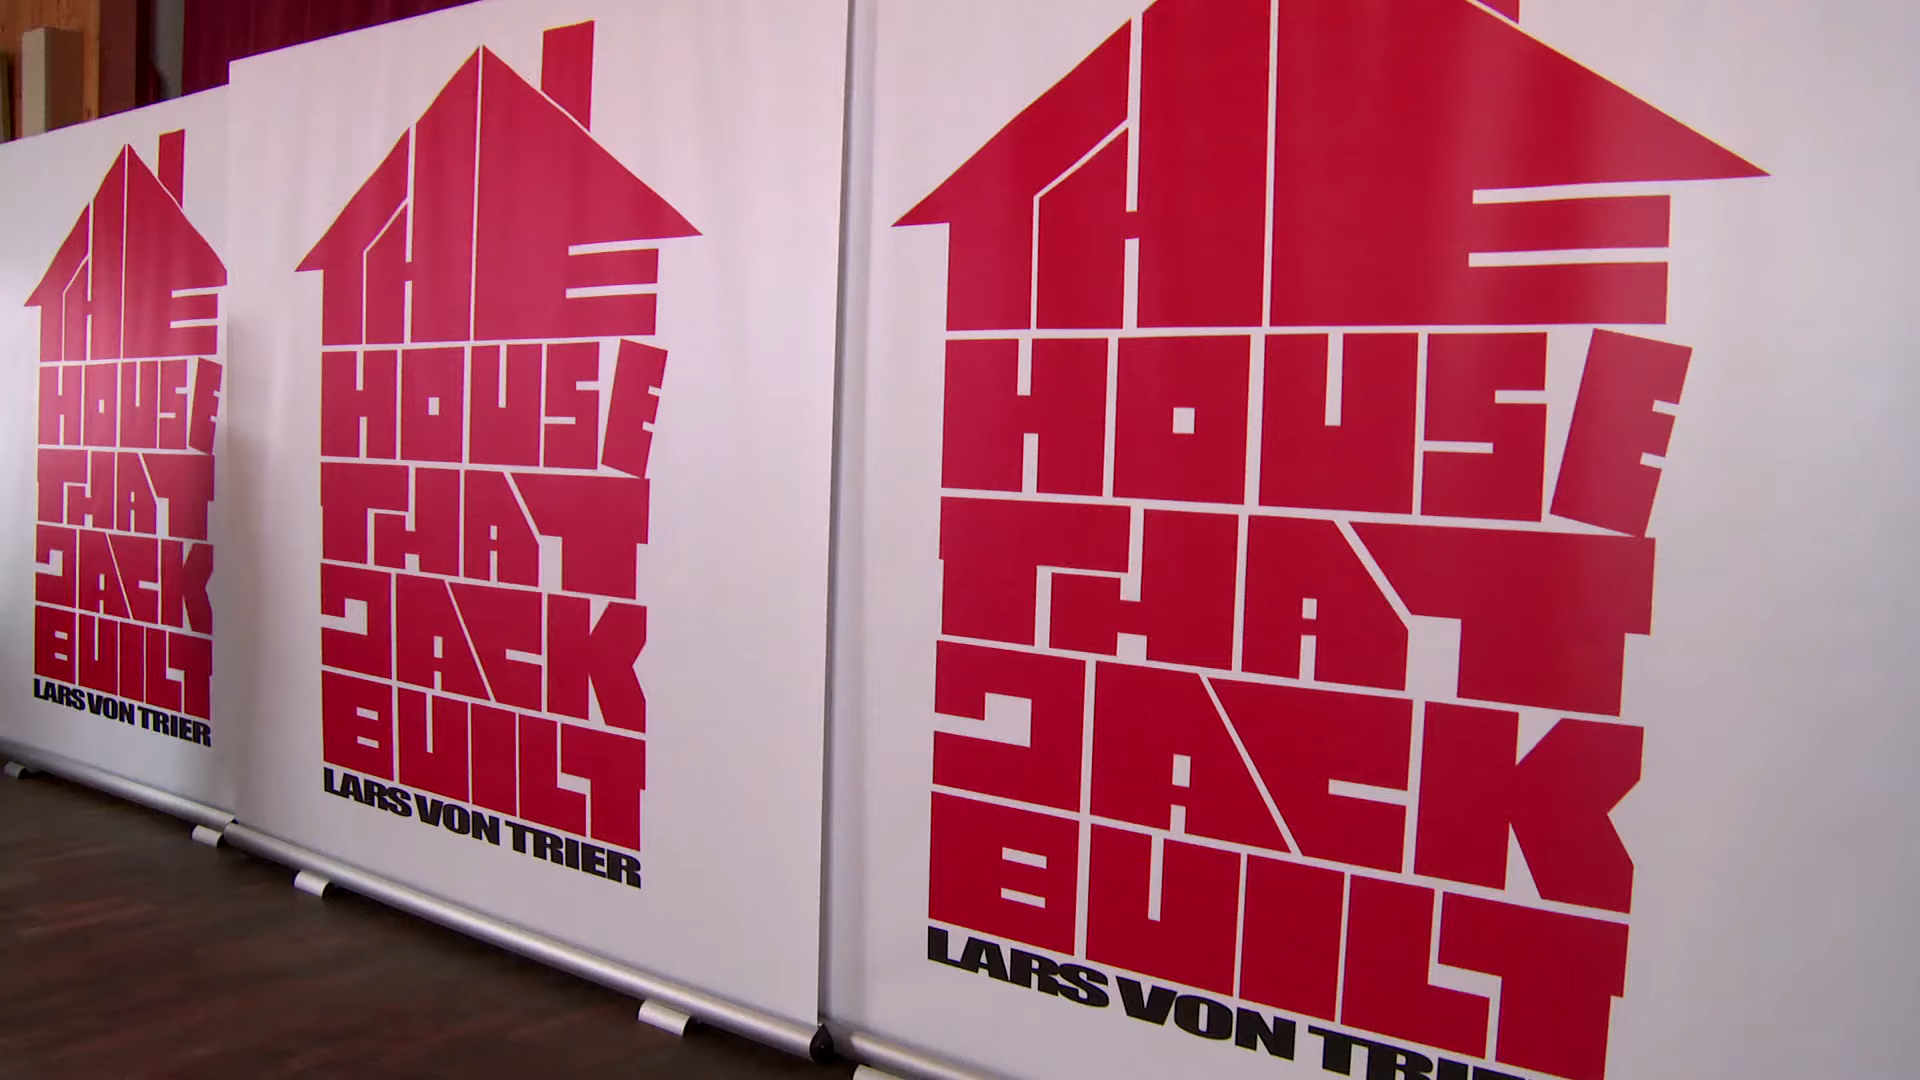 THE
HOUSE
THAT
JACK
BUILT
LARS VON TRIER
THE
HOUSE
THAT
JACK
BUILT
LARS VON TRIER
THE
HOUSE
THAT
JACK
BUILT
LARS VON TRIE